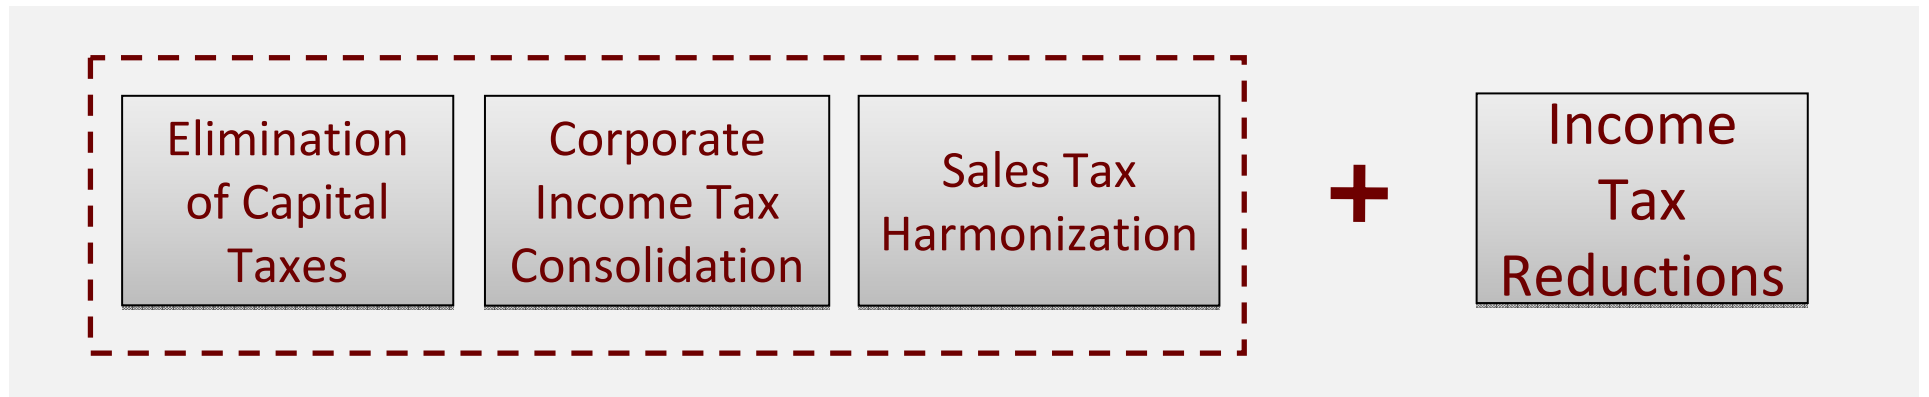 Elimination
of Capital
Taxes
Corporate
Income Tax
Consolidation
Sales Tax
Harmonization
+
Income
Tax
Reductions